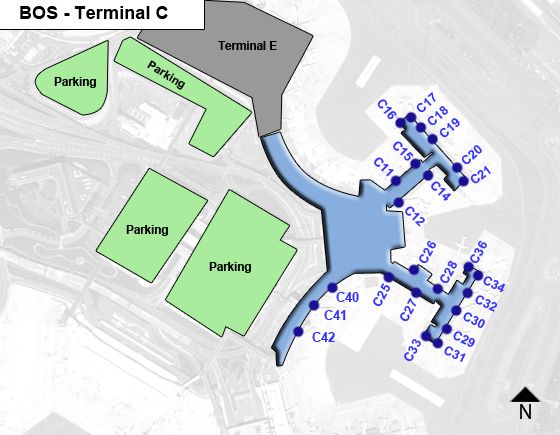 BOS - Terminal C
Terminal E
Parking
Parking
C17
C16
C18
C19
C15
C20
C11
C21
C14
C12
Parking
Parking
C26
C36
C28
C34
C25
C40
C27
C32
C41
C30
C42
C29
C33
C31
N